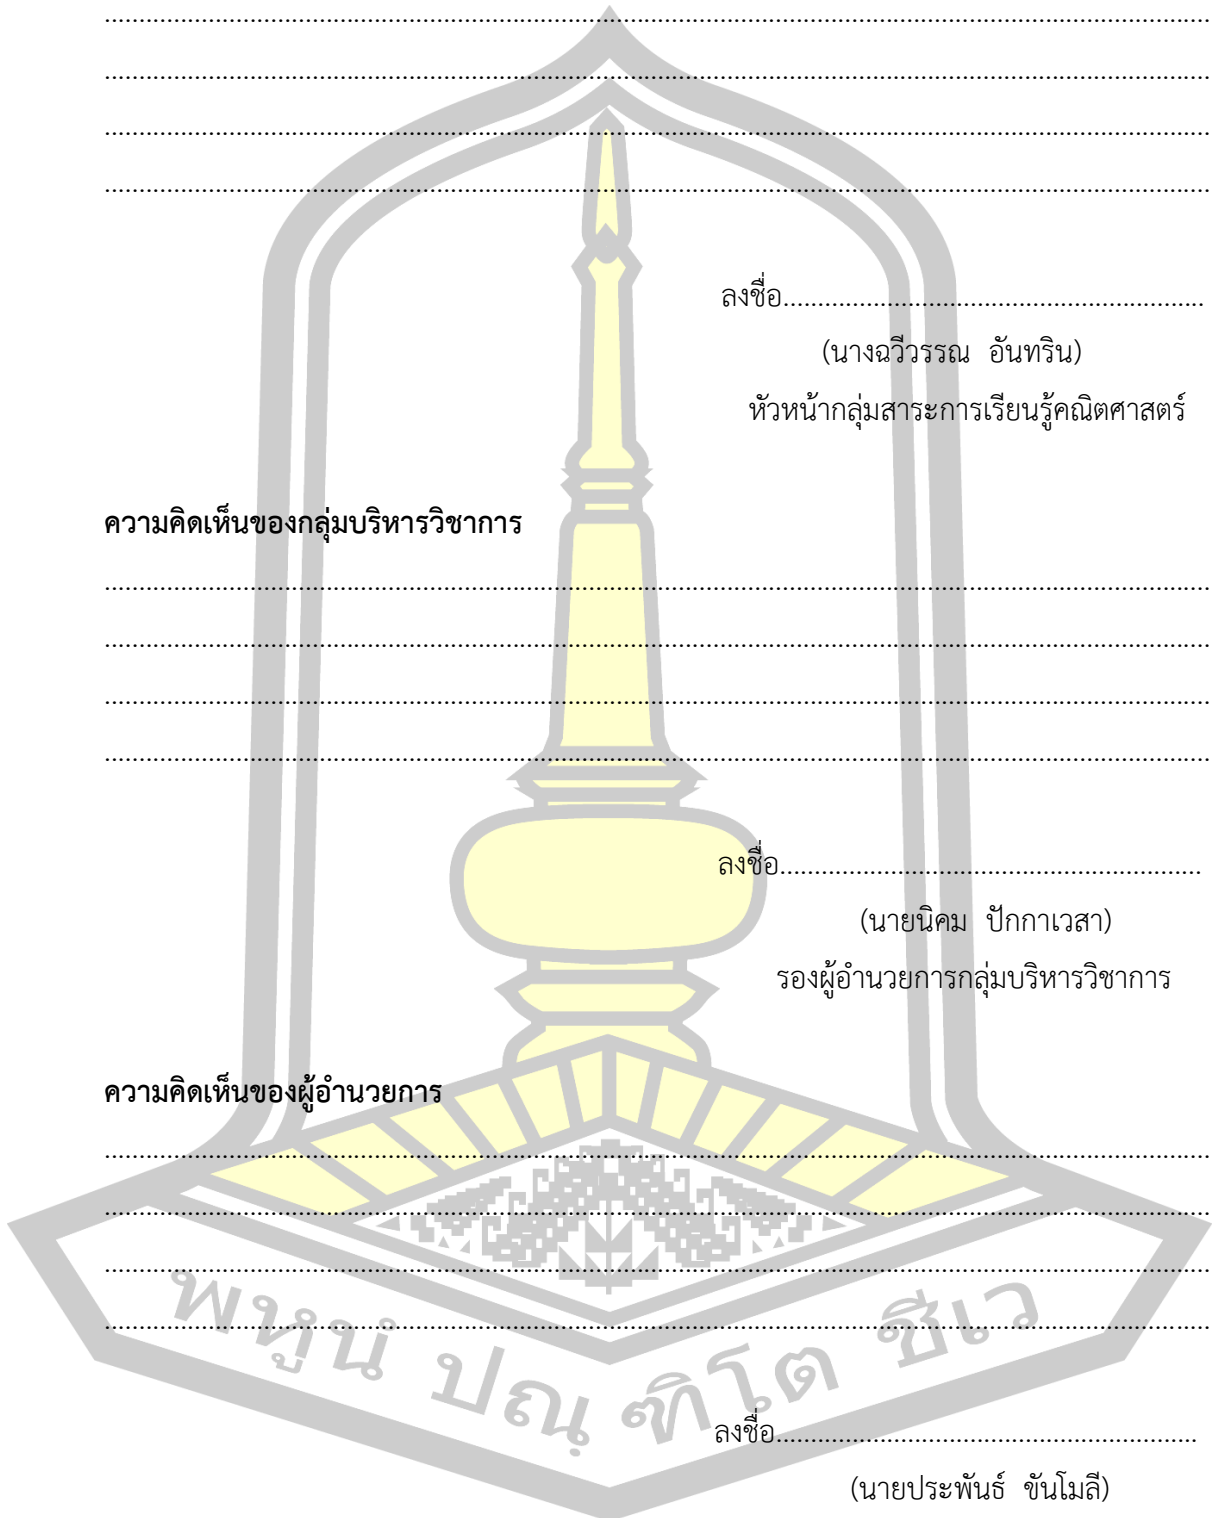 ........................................................................................................................................................
........................................................................................................................................................
........................................................................................................................................................
........................................................................................................................................................
ลงชื่อ............................................................
(นางฉวีวรรณ อันทริน)
หัวหน้ากลุ่มสาระการเรียนรู้คณิตศาสตร์
ความคิดเห็นของกลุ่มบริหารวิชาการ
........................................................................................................................................................
........................................................................................................................................................
........................................................................................................................................................
........................................................................................................................................................
ลงชื่อ............................................................
(นายนิคม ปักกาเวสา)
รองผู้อำนวยการกลุ่มบริหารวิชาการ
ความคิดเห็นของผู้อำนวยการ
........................................................................................................................................................
........................................................................................................................................................
........................................................................................................................................................
........................................................................................................................................................
พหูนํ ปณฺฑิโต ชีเว
ลงชื่อ............................................................
(นายประพันธ์ ขันโมลี)